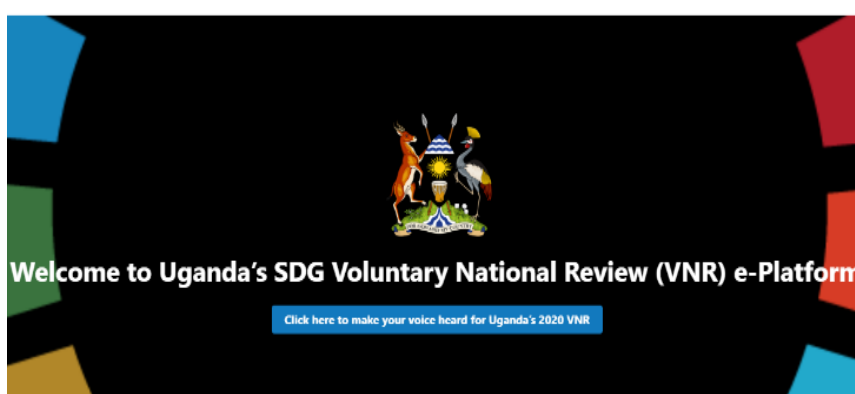 Welcome to Uganda's SDG Voluntary National Review (VNR) e-Platform
Click here to make your voice heard for Uganda's 2020 VNR